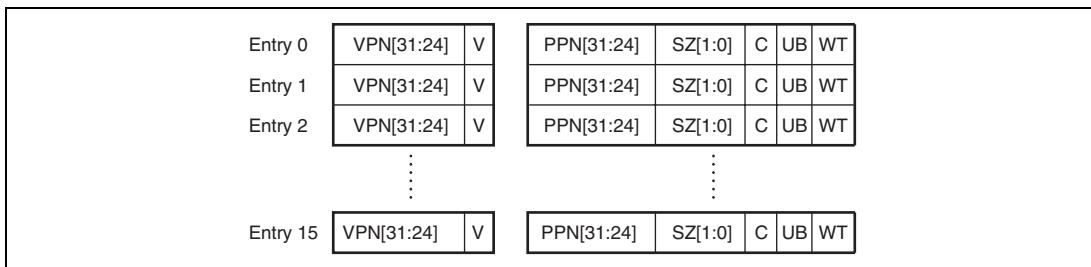 Entry 0 VPN[31:24] V PPN[31:24] SZ[1:0] C UB WT
Entry 1 VPN[31:24] V PPN[31:24] SZ[1:0] C UB WT
Entry 2 VPN[31:24] V PPN[31:24] SZ[1:0] C UB WT
Entry 15 VPN[31:24] V PPN[31:24] SZ[1:0] C UB WT